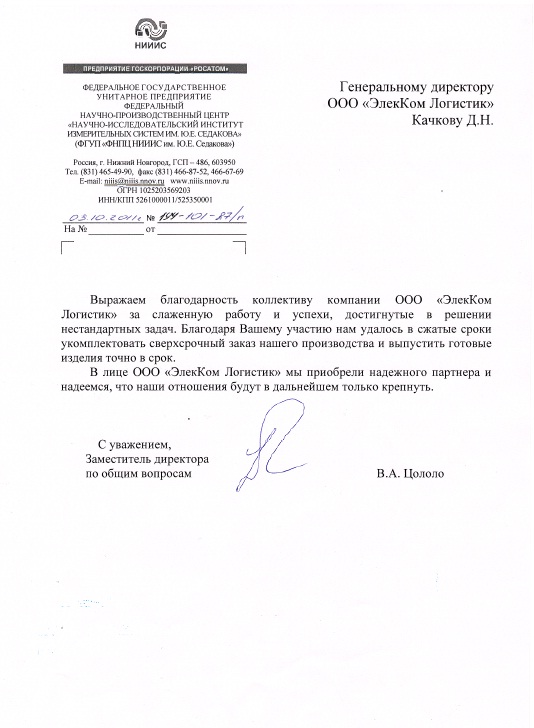 НИИИС
ПРЕДПРИЯТИЕ ГОСКОРПОРАЦИИ «РОСАТОМ»
ФЕДЕРАЛЬНОЕ ГОСУДАРСТВЕННОЕ
УНИТАРНОЕ ПРЕДПРИЯТИЕ
ФЕДЕРАЛЬНЫЙ
НАУЧНО-ПРОИЗВОДСТВЕННЫЙ ЦЕНТР
«НАУЧНО-ИССЛЕДОВАТЕЛЬСКИЙ ИНСТИТУТ
ИЗМЕРИТЕЛЬНЫХ СИСТЕМ ИМ. Ю.Е. СЕДАКОВА»
(ФГУП «ФНПЦ НИИИС им. Ю.Е. Седакова»)
Россия, г. Нижний Новгород, ГСП – 486, 603950
Тел. (831) 465-49-90, факс (831) 466-87-52, 466-67-69
E-mail: niiis@niiis.nnov.ru www.niiis.nnov.ru
ОГРН 1025203569203
ИНН/КПП 5261000011/525350001
03.10.2011г №
На № от
Генеральному директору
ООО «ЭлекКом Логистик»
Качкову Д.Н.
Выражаем благодарность коллективу компании ООО «ЭлекКом
Логистик» за слаженную работу и успехи, достигнутые в решении
нестандартных задач. Благодаря Вашему участию нам удалось в сжатые сроки
укомплектовать сверхсрочный заказ нашего производства и выпустить готовые
изделия точно в срок.
В лице ООО «ЭлекКом Логистик» мы приобрели надежного партнера и
надеемся, что наши отношения будут в дальнейшем только крепнуть.
С уважением,
Заместитель директора
по общим вопросам В.А. Цололо